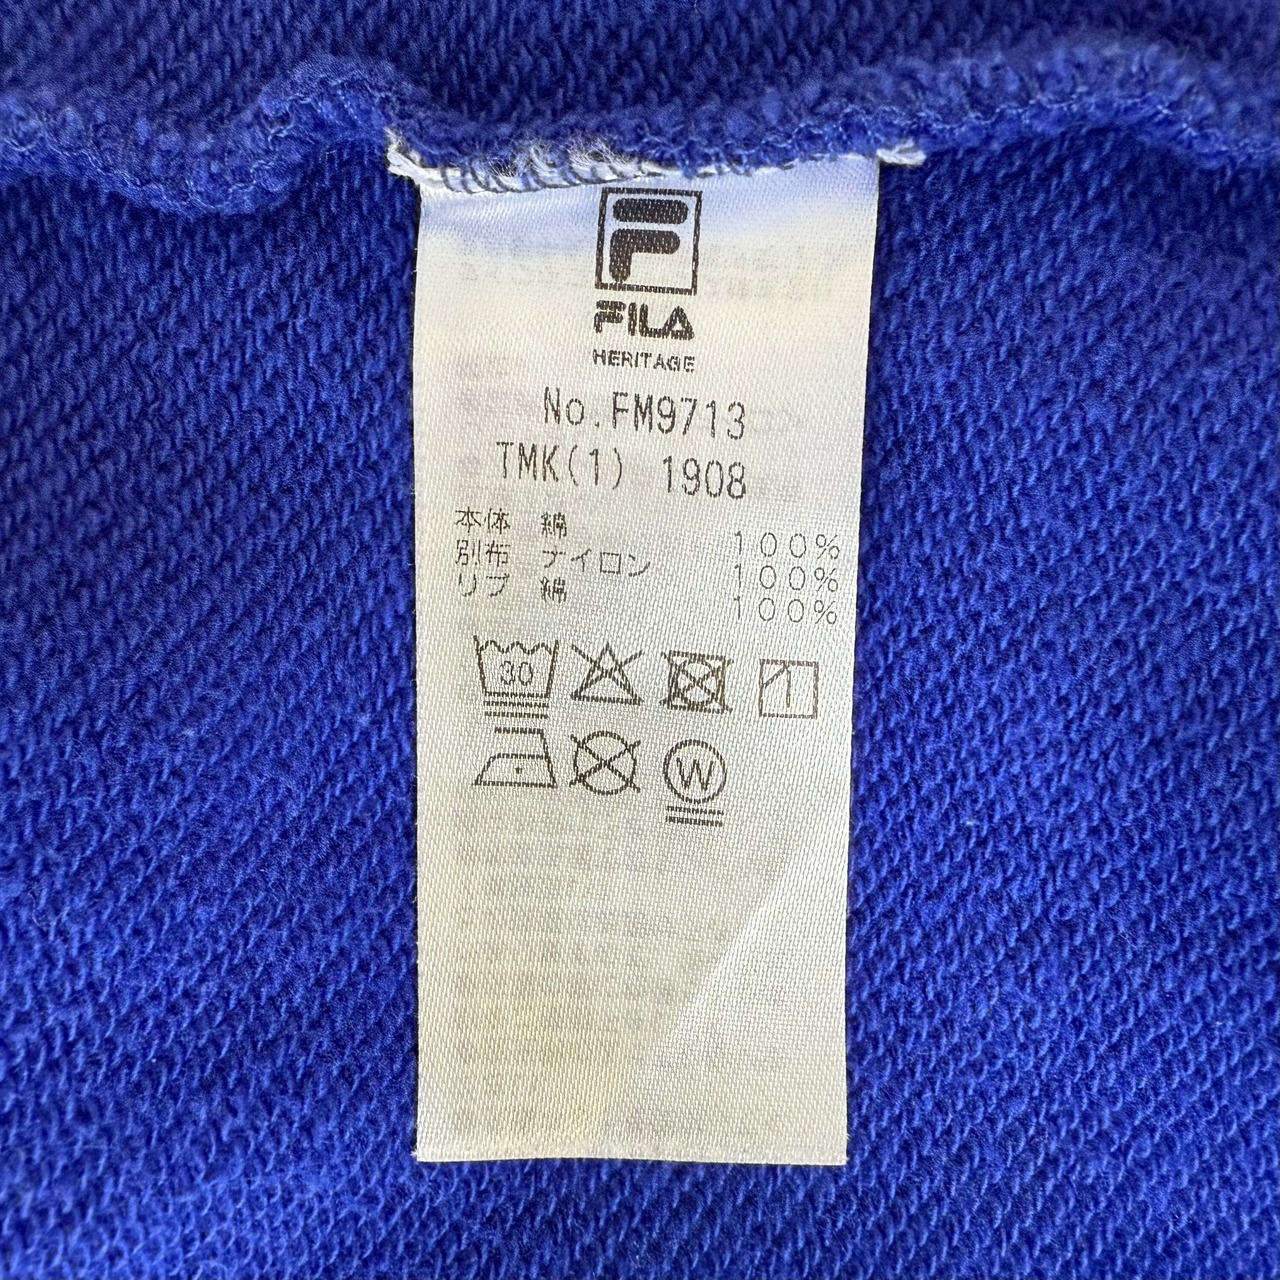 F
FILA
HERITAGE
No.FM9713
TMK(1) 1908
本体 綿 100%
別布 ナイロン 100%
リブ 綿 100%
30
W